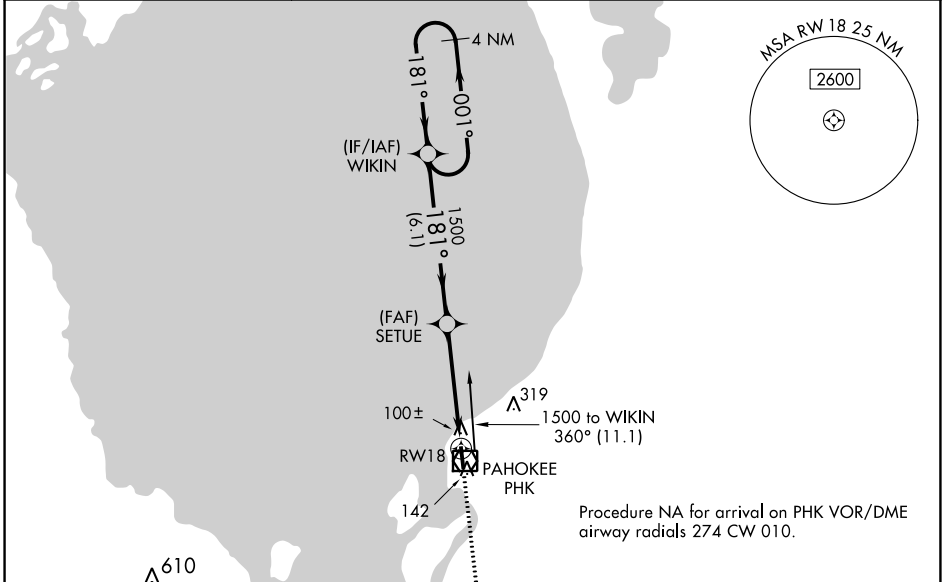 MSA RW 18 25 NM
2600
4 NM
181°
001°
(IF/IAF)
WIKIN
1500
181°
(6.1)
(FAF)
SETUE
319
100±
1500 to WIKIN
360° (11.1)
RW18
PAHOKEE
PHK
142
Procedure NA for arrival on PHK VOR/DME
airway radials 274 CW 010.
610